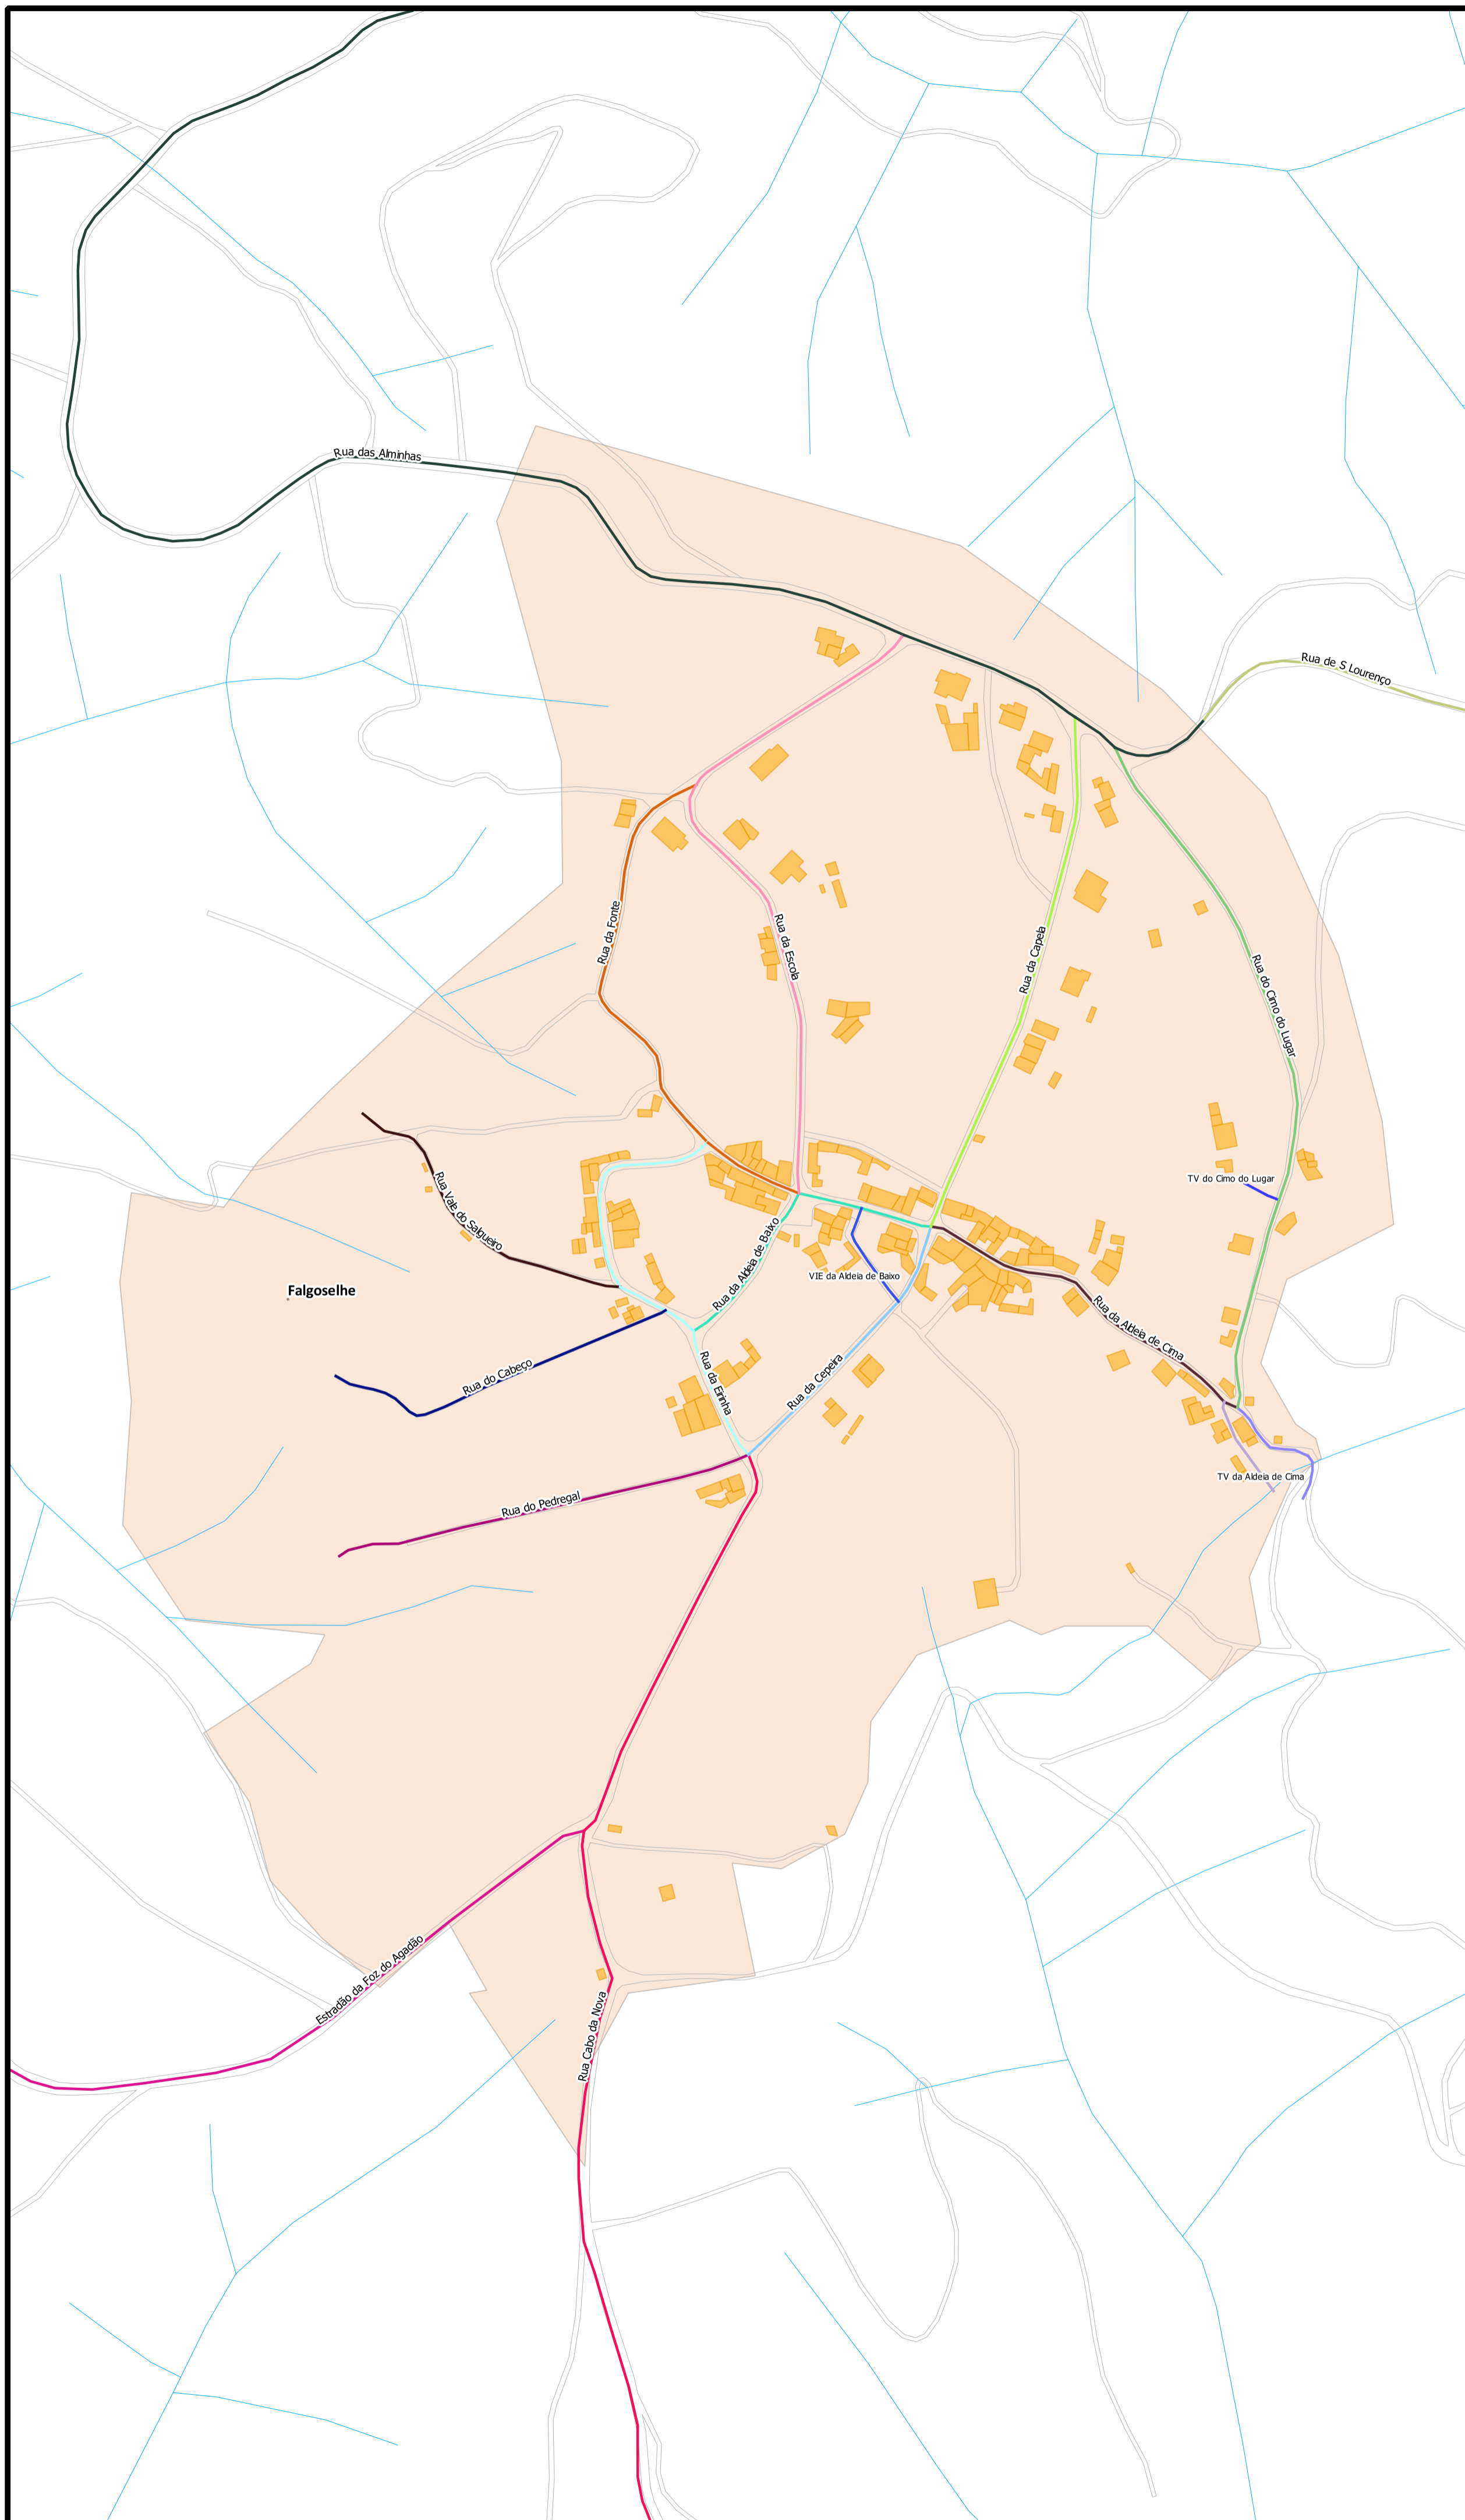 Rua das Alminhas
Rua de S Lourenço
Rua da Fonte
Rua da Escola
Rua da Capela
Rua do Cimo do Lugar
TV do Cimo do Lugar
Rua Vale do Salgueiro
Rua da Aldeia de Baixo
VIE da Aldeia de Baixo
Falgoselhe
Rua da Aldeia de Cima
Rua do Cabeço
Rua da Eirinha
Rua da Cepeira
TV da Aldeia de Cima
Rua do Pedregal
Estradão da Foz do Agadão
Rua Cabo da Nova